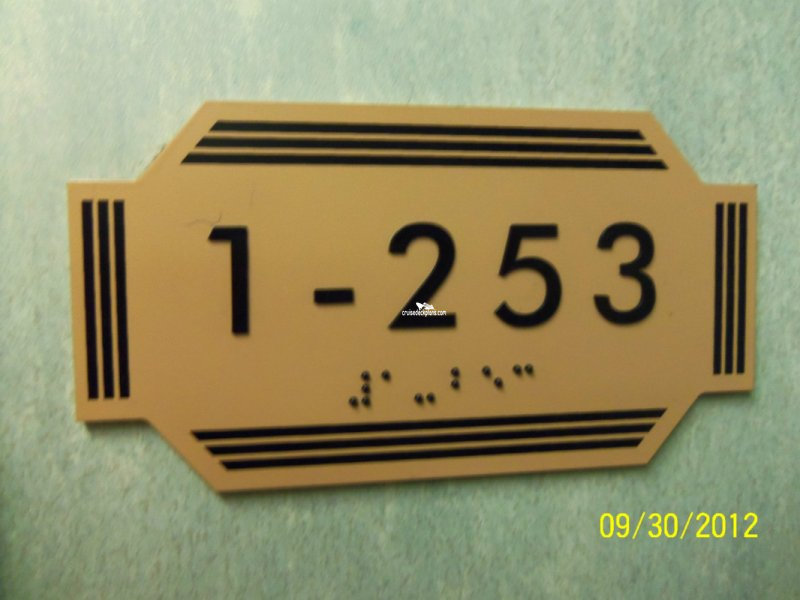 1-253
cruisedeckplans.com
⠼⠁⠤⠃⠑⠉
09/30/2012